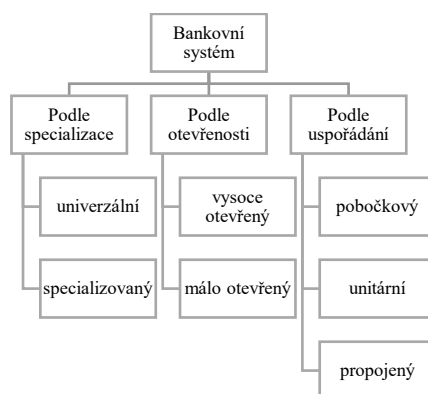 Bankovní
systém
Podle
specializace
univerzální
specializovaný
Podle
otevřenosti
vysoce
otevřený
málo otevřený
Podle
uspořádání
pobočkový
unitární
propojený